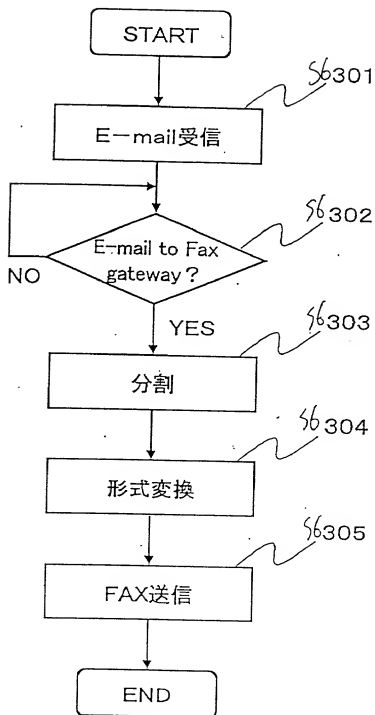 START
S6301
E-mail受信
S6302
E-mail to Fax
gateway?
NO
YES
S6303
分割
S6304
形式変換
S6305
FAX送信
END